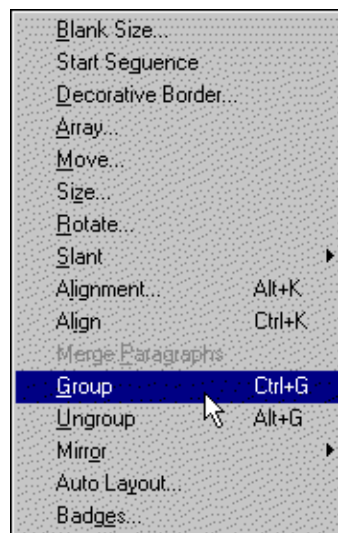 Blank Size...
Start Seguence
Decorative Border...
Array...
Move...
Size...
Rotate...
Slant
Alignment... Alt+K
Align Ctrl+K
Merge Paragraphs
Group Ctrl+G
Ungroup Alt+G
Mirror
Auto Layout...
Badges...